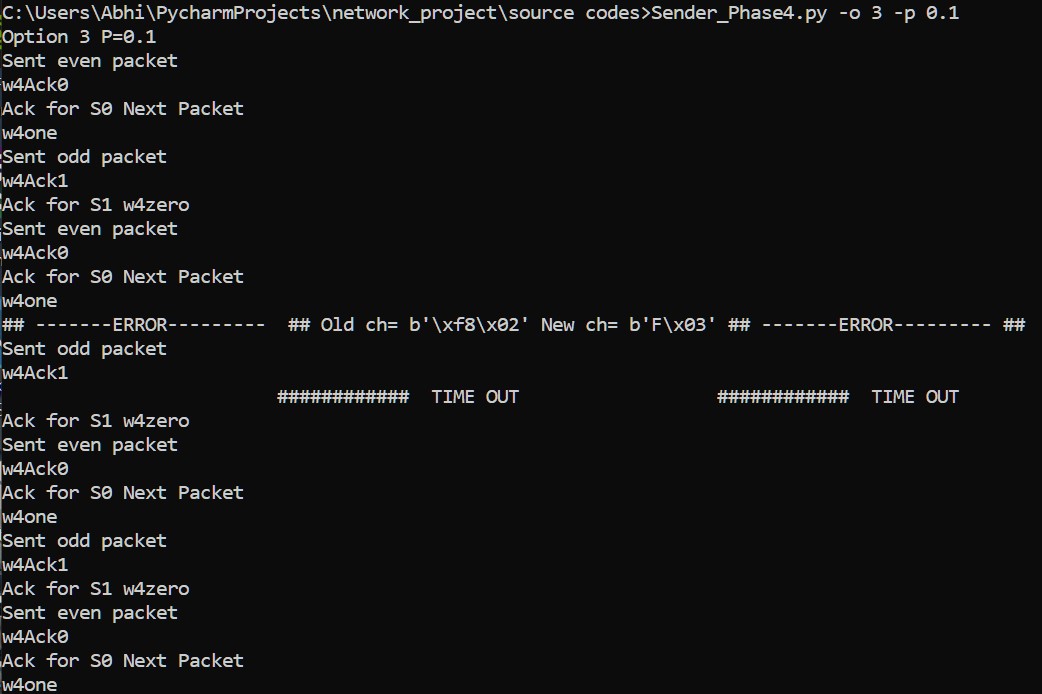 C:\Users\Abhi\PycharmProjects\network_project\source codes>Sender_Phase4.py -o 3 -p 0.1
Option 3 P=0.1
Sent even packet
w4Ack0
Ack for S0 Next Packet
w4one
Sent odd packet
w4Ack1
Ack for S1 w4zero
Sent even packet
w4Ack0
Ack for S0 Next Packet
w4one
## -------ERROR---------  ## Old ch= b'\xf8\x02' New ch= b'F\x03' ## -------ERROR--------- ##
Sent odd packet
w4Ack1
############  TIME OUT                  ############  TIME OUT
Ack for S1 w4zero
Sent even packet
w4Ack0
Ack for S0 Next Packet
w4one
Sent odd packet
w4Ack1
Ack for S1 w4zero
Sent even packet
w4Ack0
Ack for S0 Next Packet
w4one